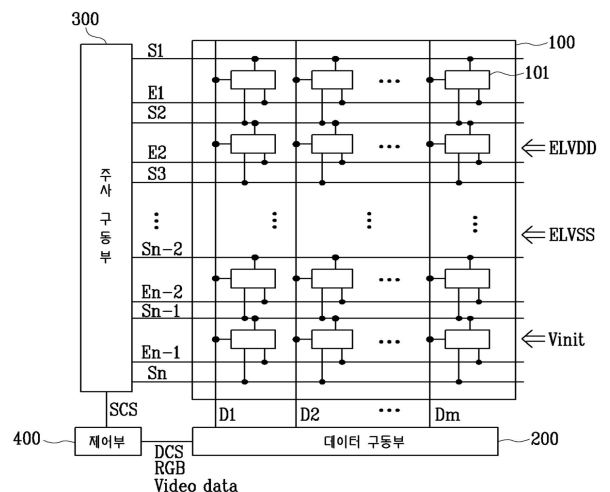 300
S1
100
101
E1
S2
E2
ELVDD
S3
주사 구동부
ELVSS
Sn-2
En-2
Sn-1
Vinit
En-1
Sn
SCS
D1
D2
Dm
400
제어부
데이터 구동부
200
DCS
RGB
Video data